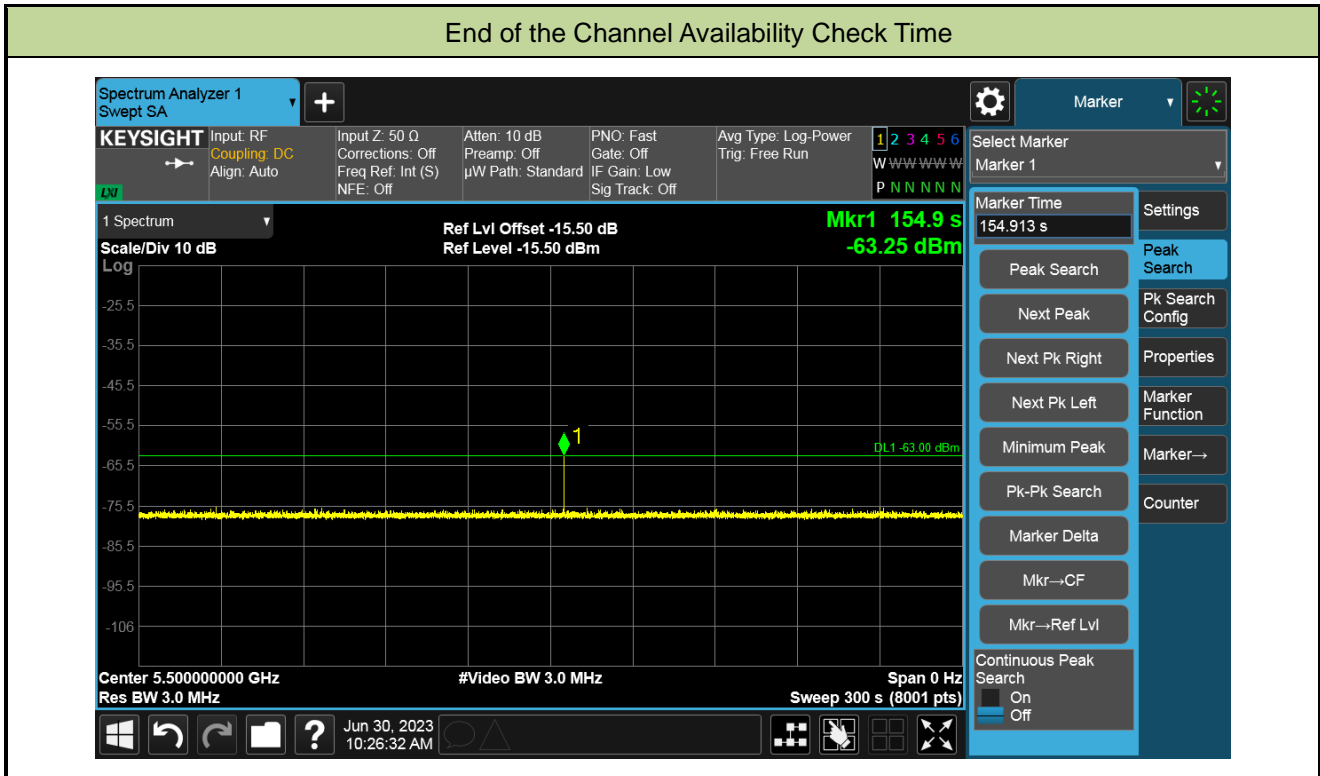 End of the Channel Availability Check Time
Spectrum Analyzer 1
Swept SA
+
Marker
KEYSIGHT
Input: RF
Coupling: DC
Align: Auto
Input Z: 50 Ω
Corrections: Off
Freq Ref: Int (S)
NFE: Off
Atten: 10 dB
Preamp: Off
µW Path: Standard
PNO: Fast
Gate: Off
IF Gain: Low
Sig Track: Off
Avg Type: Log-Power
Trig: Free Run
1 2 3 4 5 6
W W W W W W
P N N N N N
LXI
Select Marker
Marker 1
1 Spectrum
Scale/Div 10 dB
Ref Lvl Offset -15.50 dB
Ref Level -15.50 dBm
Mkr1 154.9 s
-63.25 dBm
Log
-25.5
-35.5
-45.5
-55.5
-65.5
-75.5
-85.5
-95.5
-106
1
DL1 -63.00 dBm
Center 5.500000000 GHz
Res BW 3.0 MHz
#Video BW 3.0 MHz
Span 0 Hz
Sweep 300 s (8001 pts)
Marker Time
154.913 s
Peak Search
Next Peak
Next Pk Right
Next Pk Left
Minimum Peak
Pk-Pk Search
Marker Delta
Mkr→CF
Mkr→Ref Lvl
Continuous Peak
Search
On
Off
Settings
Peak
Search
Pk Search
Config
Properties
Marker
Function
Marker→
Counter
?
Jun 30, 2023
10:26:32 AM